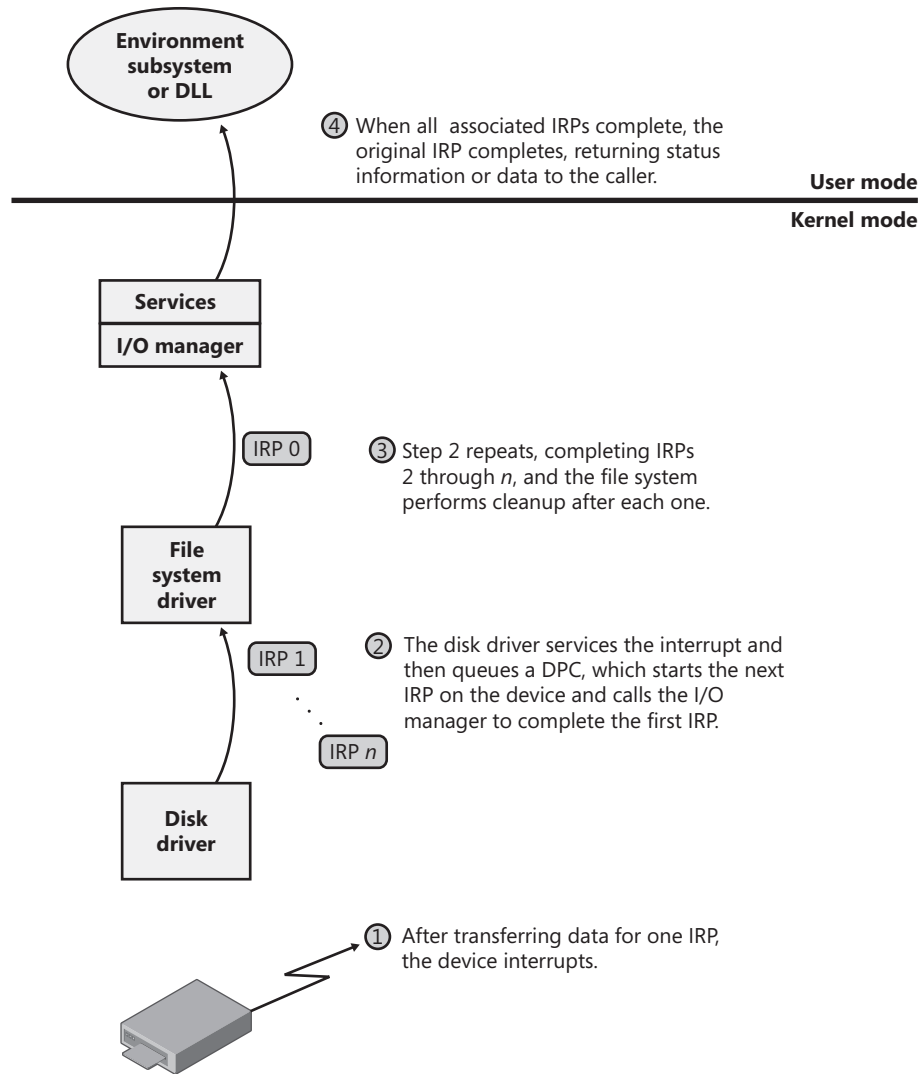 Environment
subsystem
or DLL
4 When all associated IRPs complete, the
original IRP completes, returning status
information or data to the caller.
User mode
Kernel mode
Services
I/O manager
IRP 0
3 Step 2 repeats, completing IRPs
2 through n, and the file system
performs cleanup after each one.
File
system
driver
IRP 1
2 The disk driver services the interrupt and
then queues a DPC, which starts the next
IRP on the device and calls the I/O
manager to complete the first IRP.
IRP n
Disk
driver
1 After transferring data for one IRP,
the device interrupts.